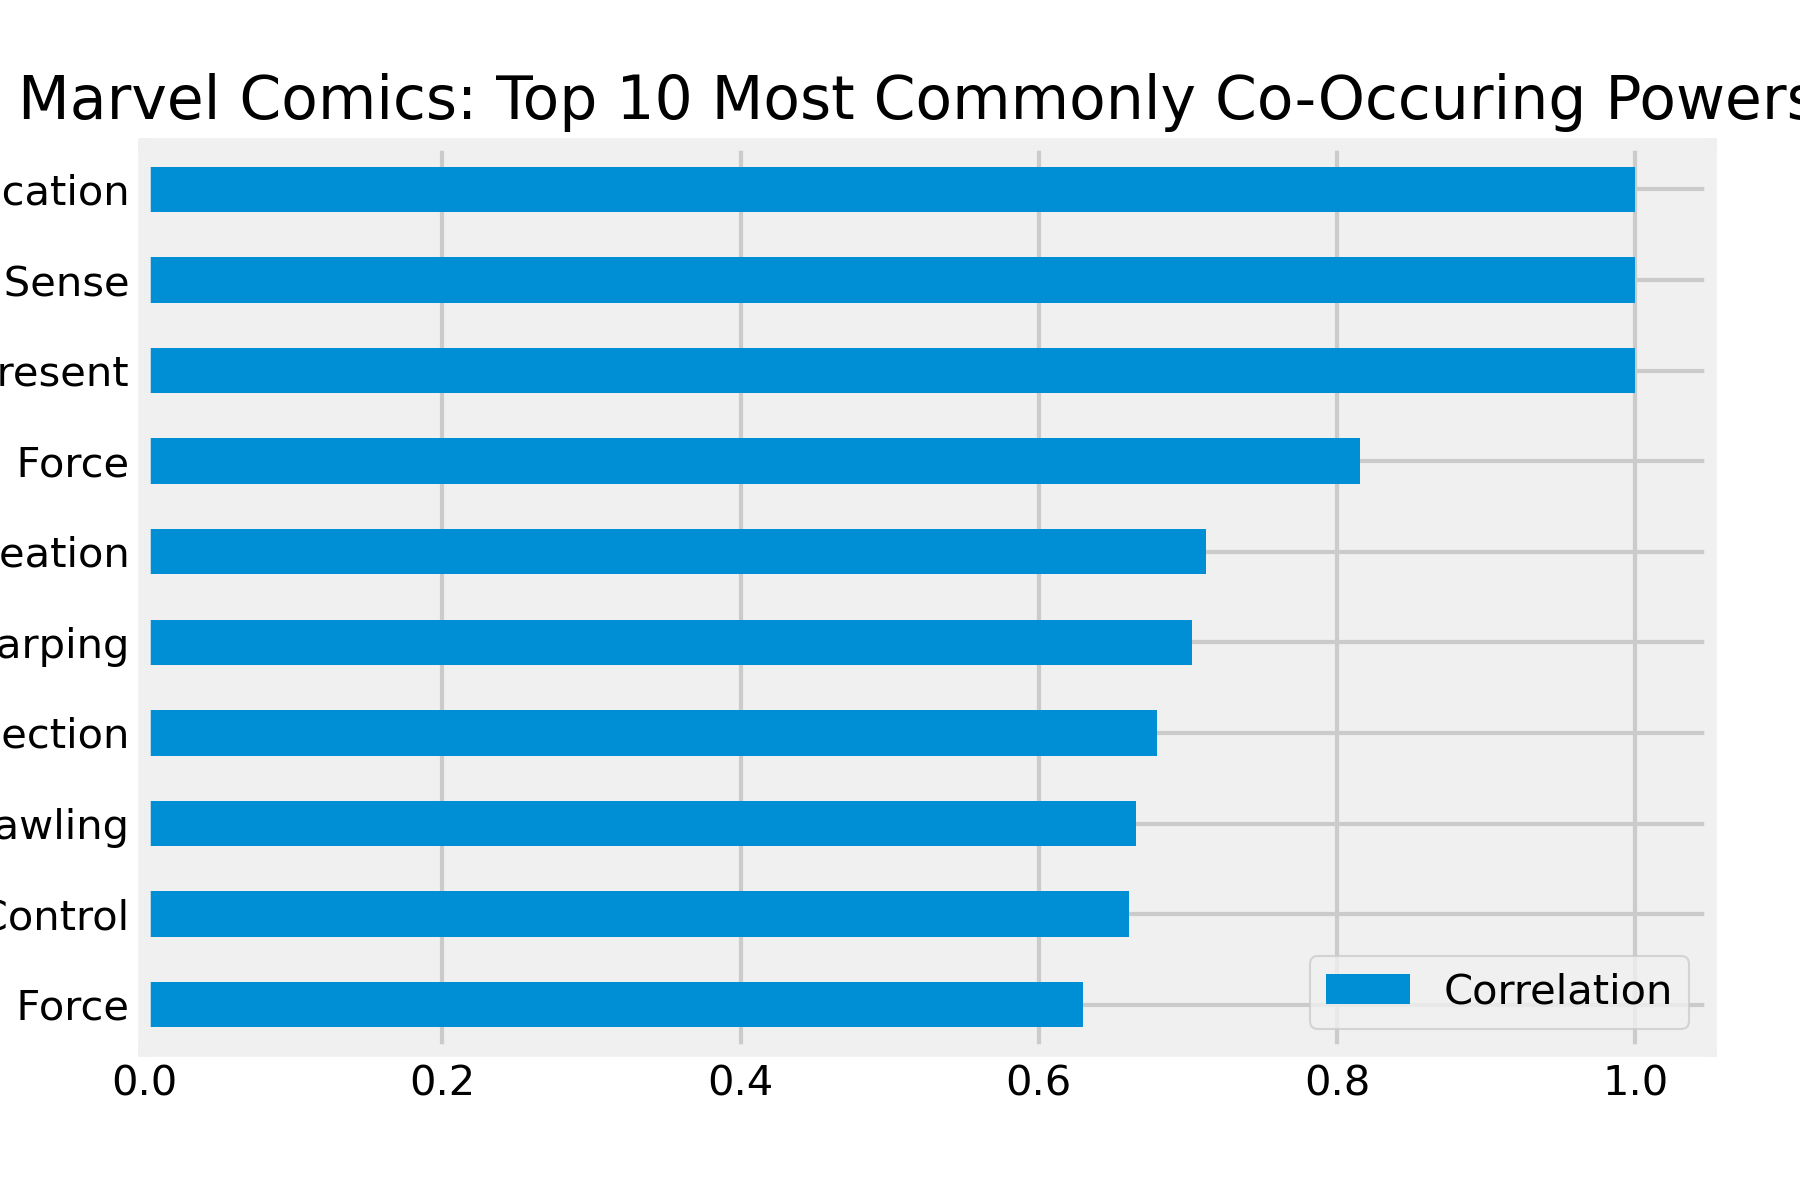 Marvel Comics: Top 10 Most Commonly Co-Occuring Powers
cation
Sense
resent
Force
eation
arping
ection
awling
Control
Force
Correlation
0.0 0.2 0.4 0.6 0.8 1.0